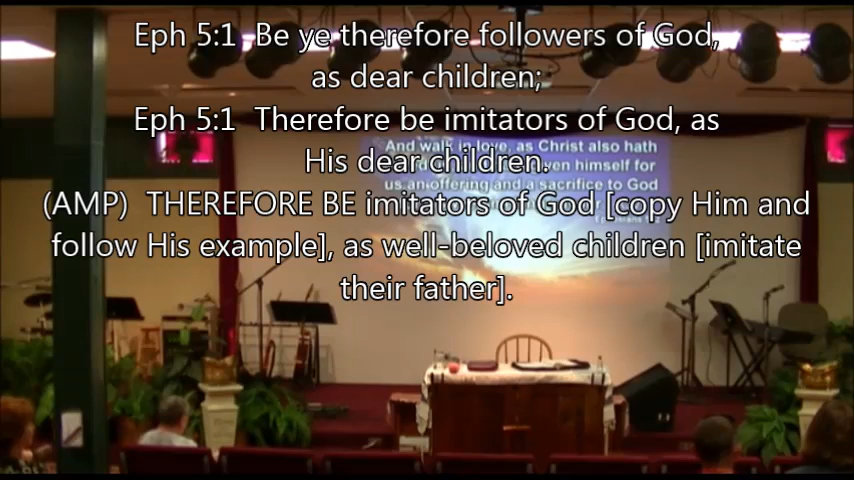 Eph 5:1 Be ye therefore followers of God,
as dear children;
Eph 5:1 Therefore be imitators of God, as
His dear children.
(AMP) THEREFORE BE imitators of God [copy Him and
follow His example], as well-beloved children [imitate
their father].
And walk in love, as Christ also hath
himself for
us an offering and a sacrifice to God